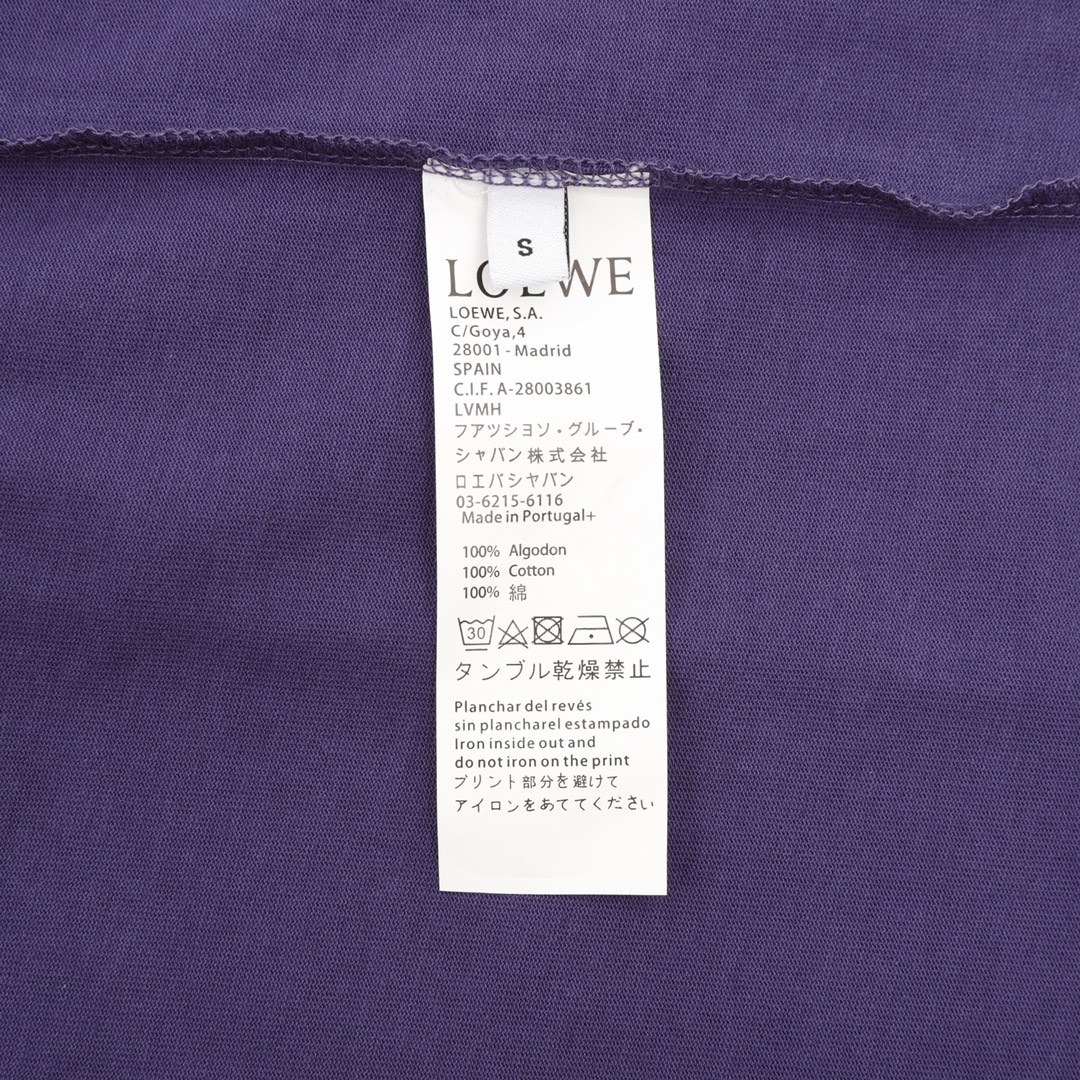 S
LOEWE
LOEWE, S.A.
C/Goya,4
28001 - Madrid
SPAIN
C.I.F. A-28003861
LVMH
フアツシヨソ・グループ・
シャバン株式会社
ロエバシヤバン
03-6215-6116
Made in Portugal+
100% Algodon
100% Cotton
100% 綿
30
タンブル乾燥禁止
Planchar del revés
sin plancharel estampado
Iron inside out and
do not iron on the print
プリント部分を避けて
アイロンをあててください